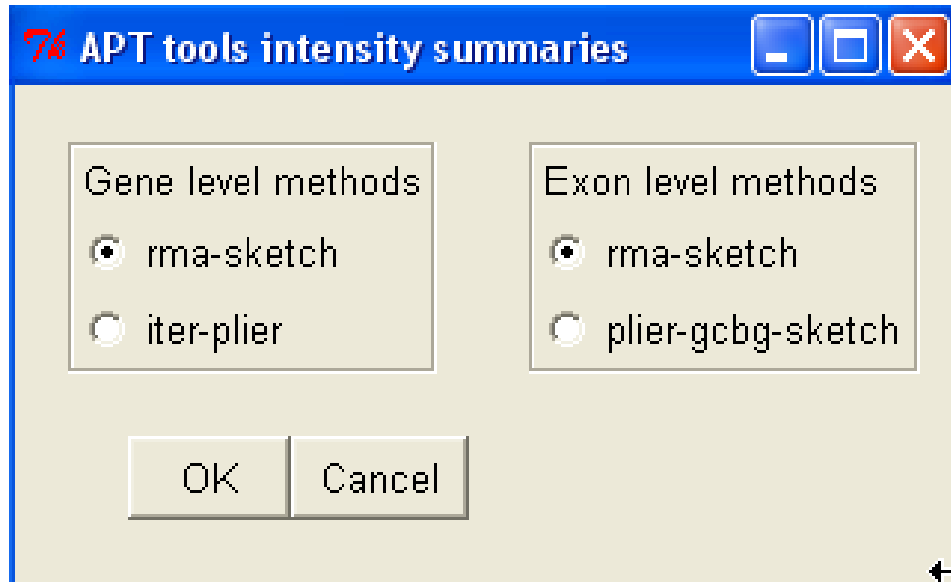 APT tools intensity summaries
Gene level methods
rma-sketch
iter-plier
Exon level methods
rma-sketch
plier-gcbg-sketch
OK
Cancel